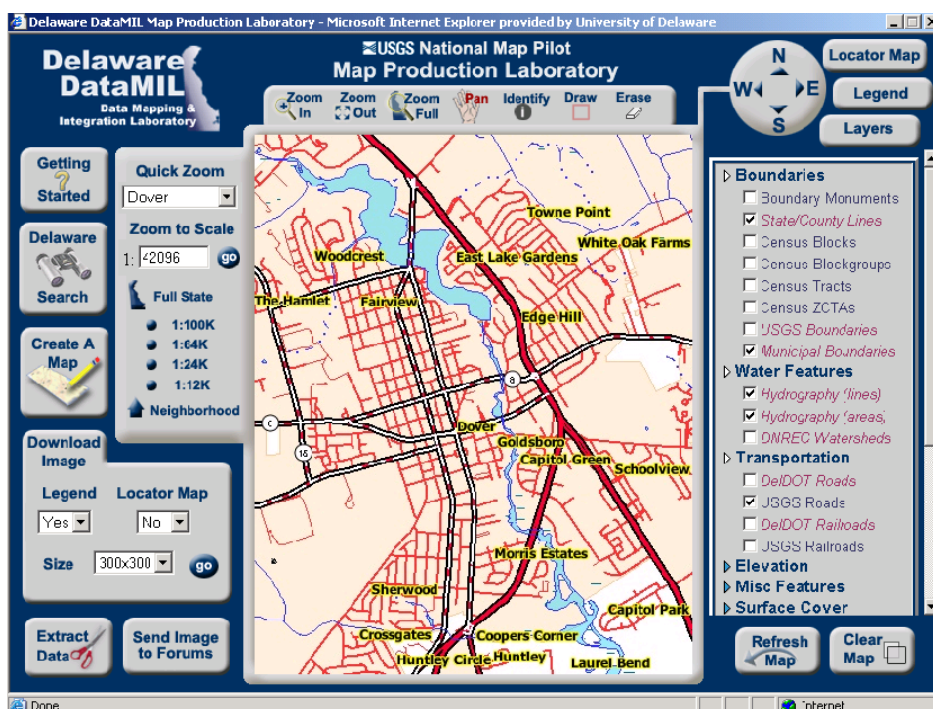 Delaware DataMIL Map Production Laboratory - Microsoft Internet Explorer provided by University of Delaware
Delaware
DataMIL
Data Mapping &
Integration Laboratory
USGS National Map Pilot
Map Production Laboratory
Zoom In
Zoom Out
Zoom Full
Pan
Identify
Draw
Erase
N
W E
S
Locator Map
Legend
Layers
Getting
?
Started
Delaware
Search
Create A
Map
Quick Zoom
Dover
Zoom to Scale
1: 42096 go
Full State
1:100K
1:64K
1:24K
1:12K
Neighborhood
Download
Image
Legend Locator Map
Yes No
Size 300x300 go
Extract
Data
Send Image
to Forums
Towne Point
White Oak Farms
Woodcrest
East Lake Gardens
The Hamlet
Fairview
Edge Hill
8
C
Dover
Goldsboro
15
Capitol Green
Schoolview
Morris Estates
Sherwood
Capitol Park
Crossgates
Coopers Corner
Huntley Circle
Huntley
Laurel Bend
Boundaries
Boundary Monuments
State/County Lines
Census Blocks
Census Blockgroups
Census Tracts
Census ZCTAs
USGS Boundaries
Municipal Boundaries
Water Features
Hydrography (lines)
Hydrography (areas)
DNREC Watersheds
Transportation
DelDOT Roads
USGS Roads
DelDOT Railroads
USGS Railroads
Elevation
Misc Features
Surface Cover
Refresh
Map
Clear
Map
Done
Internet